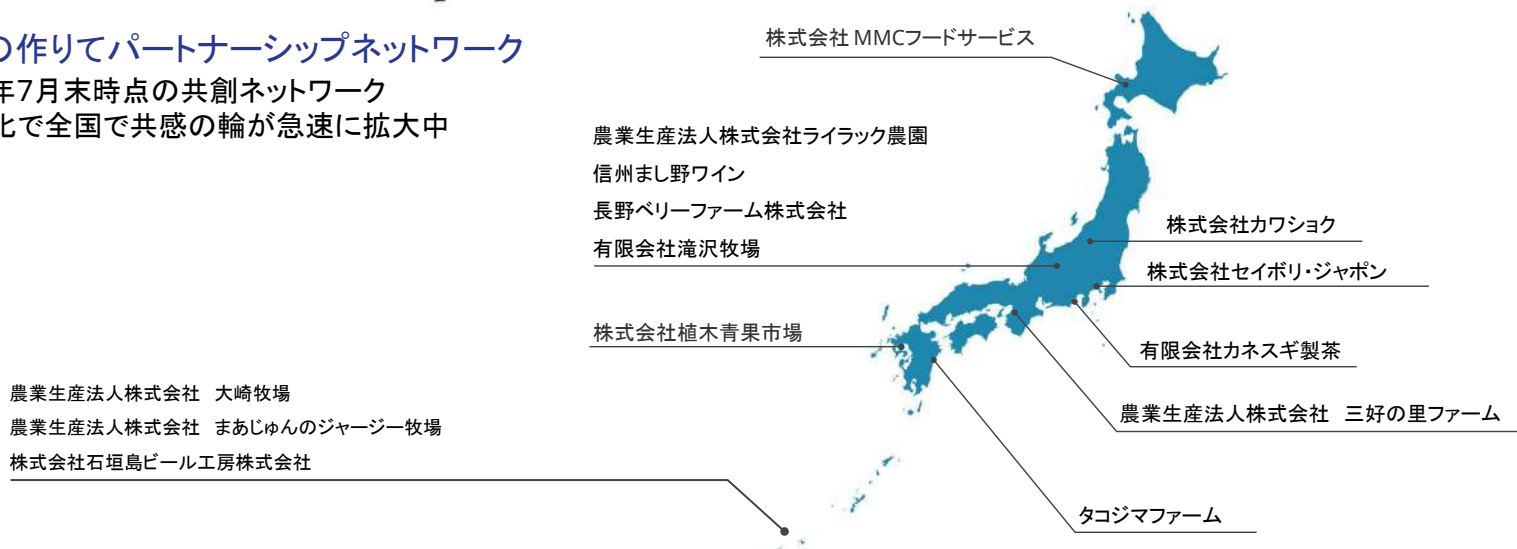 の作りてパートナーシップネットワーク
年7月末時点の共創ネットワーク
化で全国で共感の輪が急速に拡大中
株式会社 MMCフードサービス
農業生産法人株式会社ライラック農園
信州まし野ワイン
長野ベリーファーム株式会社
有限会社滝沢牧場
株式会社カワショク
株式会社セイボリ・ジャポン
株式会社植木青果市場
有限会社カネスギ製茶
農業生産法人株式会社　大崎牧場
農業生産法人株式会社　まあじゅんのジャージー牧場
株式会社石垣島ビール工房株式会社
農業生産法人株式会社　三好の里ファーム
タコジマファーム